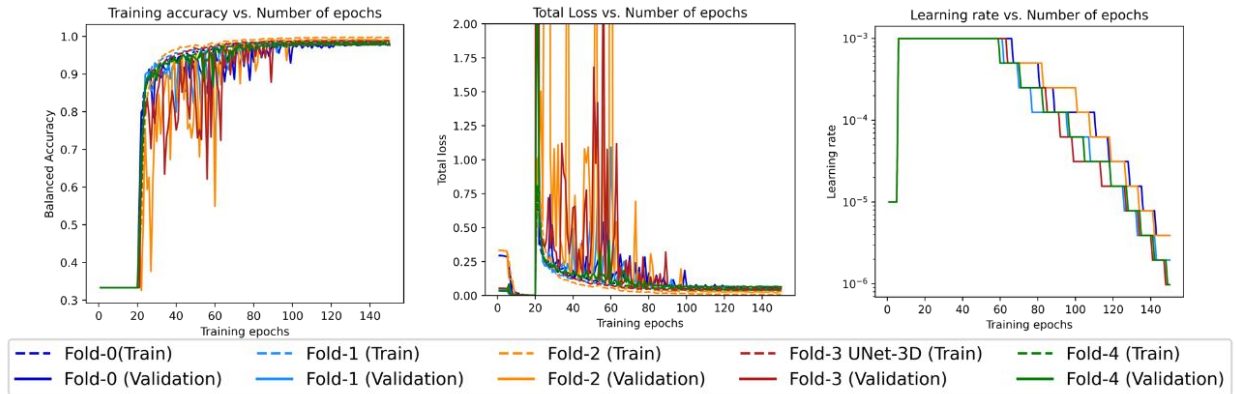 Training accuracy vs. Number of epochs
Balanced Accuracy
1.0
0.9
0.8
0.7
0.6
0.5
0.4
0.3
0 20 40 60 80 100 120 140
Training epochs
Total Loss vs. Number of epochs
Total loss
2.00
1.75
1.50
1.25
1.00
0.75
0.50
0.25
0.00
0 20 40 60 80 100 120 140
Training epochs
Learning rate vs. Number of epochs
Learning rate
10⁻³
10⁻⁴
10⁻⁵
10⁻⁶
0 20 40 60 80 100 120 140
Training epochs
Fold-0(Train) Fold-1 (Train) Fold-2 (Train) Fold-3 UNet-3D (Train) Fold-4 (Train)
Fold-0 (Validation) Fold-1 (Validation) Fold-2 (Validation) Fold-3 (Validation) Fold-4 (Validation)